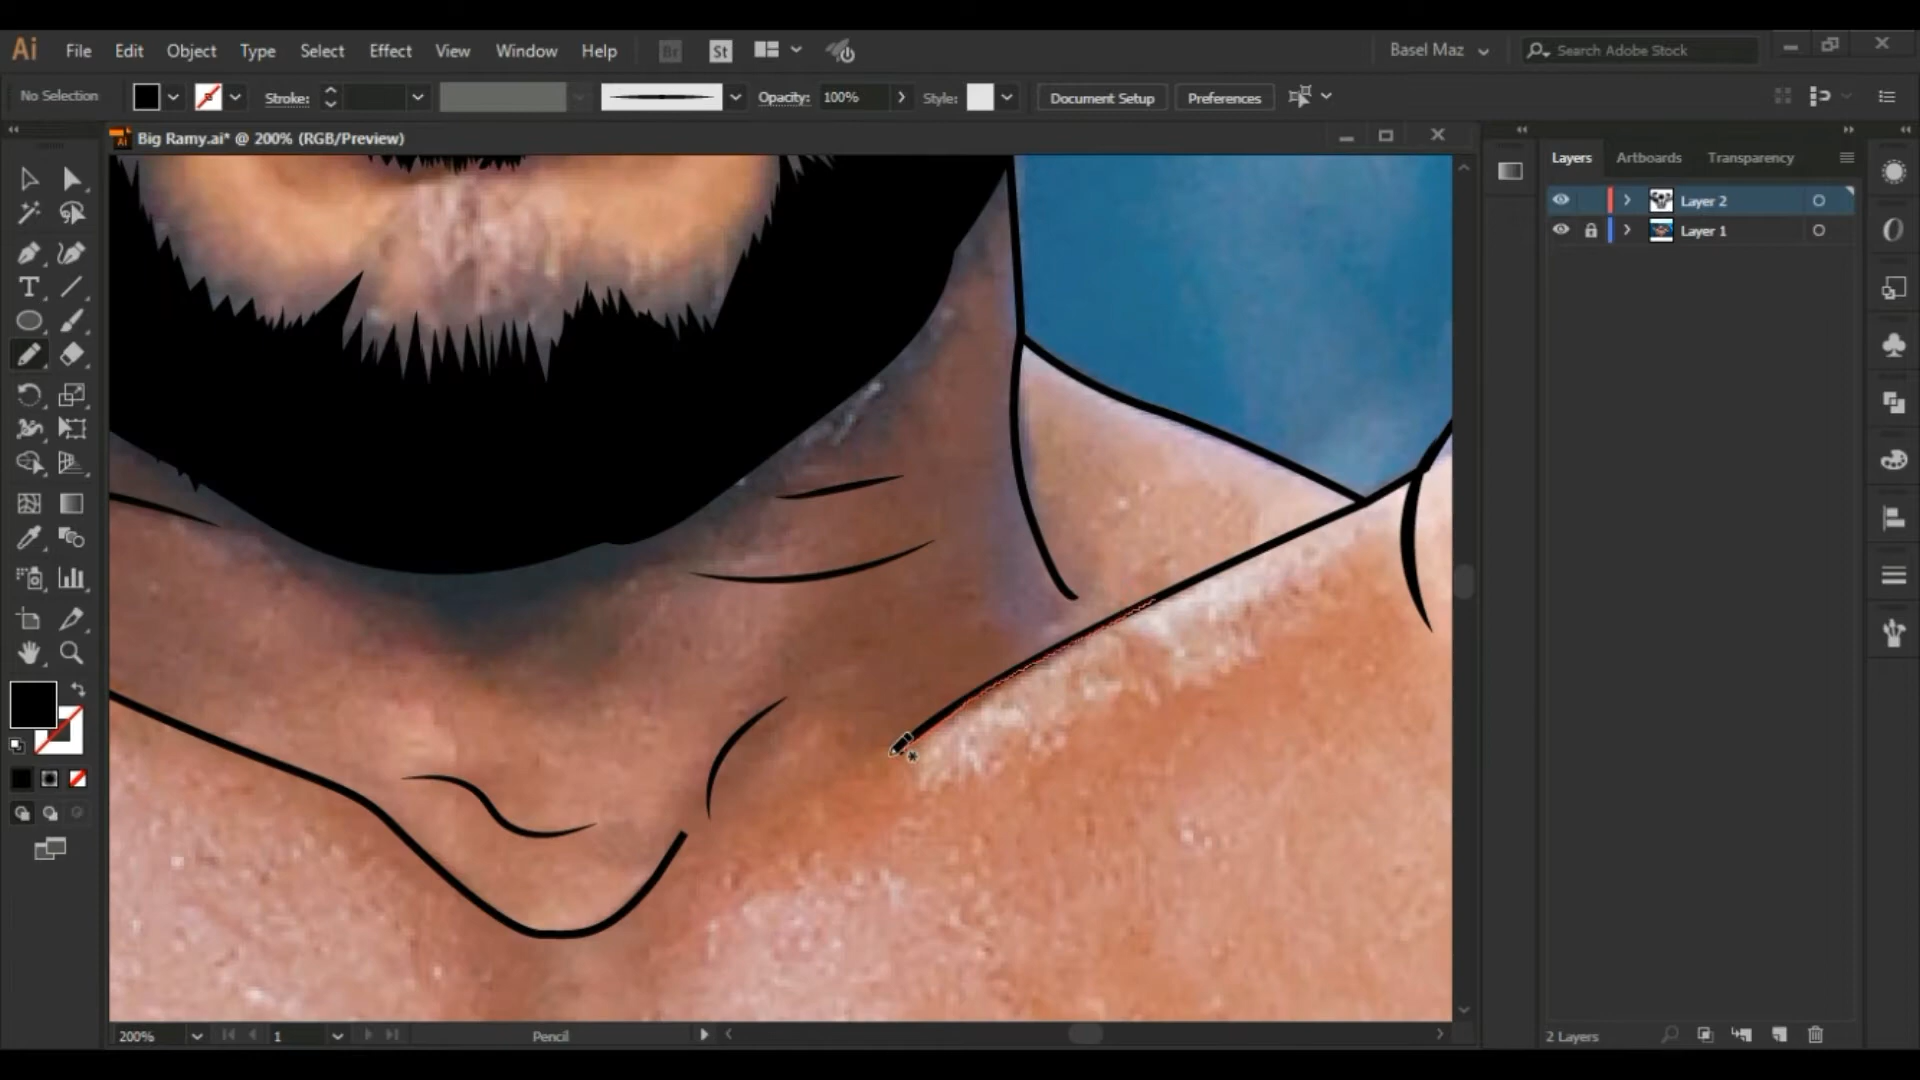 Ai File Edit Object Type Select Effect View Window Help Br St Basel Maz Search Adobe Stock
No Selection Stroke: Opacity: 100% Style: Document Setup Preferences
Ai Big Ramy.ai* @ 200% (RGB/Preview)
Layers Artboards Transparency
Layer 2
Layer 1
200% 1 Pencil
2 Layers